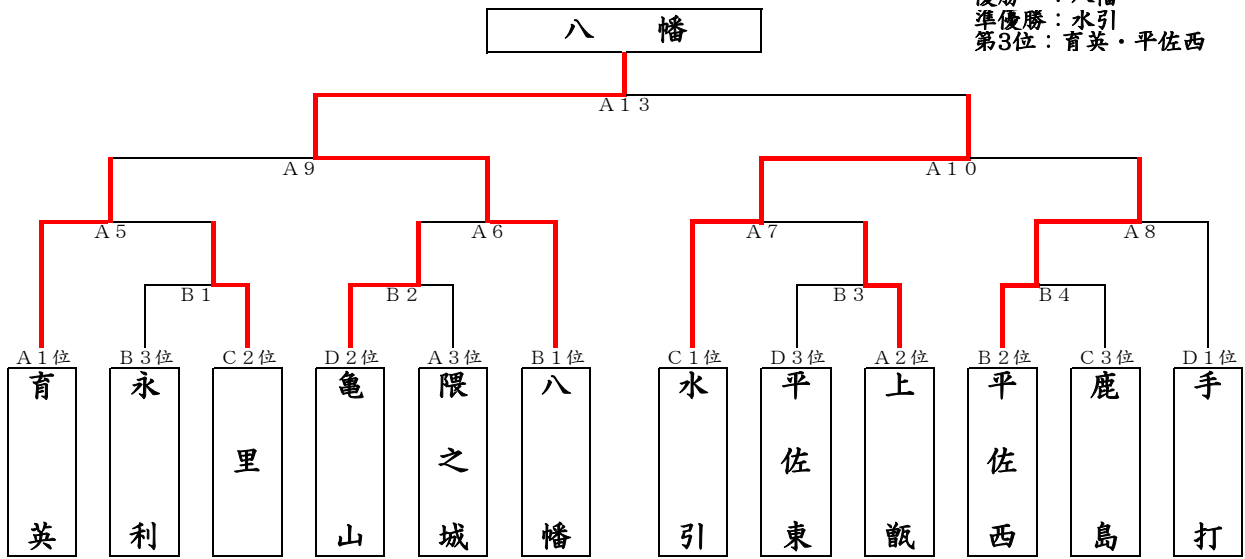 優勝　：八幡
準優勝：水引
第3位：育英・平佐西
八　幡
Ａ１３
Ａ９
Ａ１０
Ａ５
Ａ６
Ａ７
Ａ８
Ｂ１
Ｂ２
Ｂ３
Ｂ４
Ａ１位
Ｂ３位
Ｃ２位
Ｄ２位
Ａ３位
Ｂ１位
Ｃ１位
Ｄ３位
Ａ２位
Ｂ２位
Ｃ３位
Ｄ１位
育英
永利
里
亀山
隈之城
八幡
水引
平佐東
上甑
平佐西
鹿島
手打